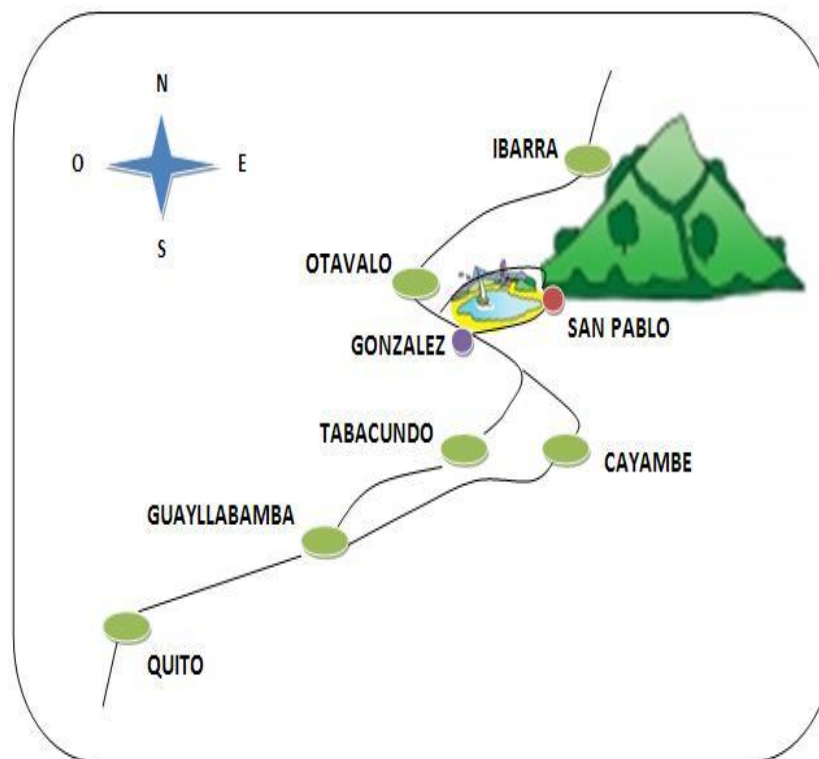 N
O
E
S
IBARRA
OTAVALO
SAN PABLO
GONZALEZ
TABACUNDO
CAYAMBE
GUAYLLABAMBA
QUITO